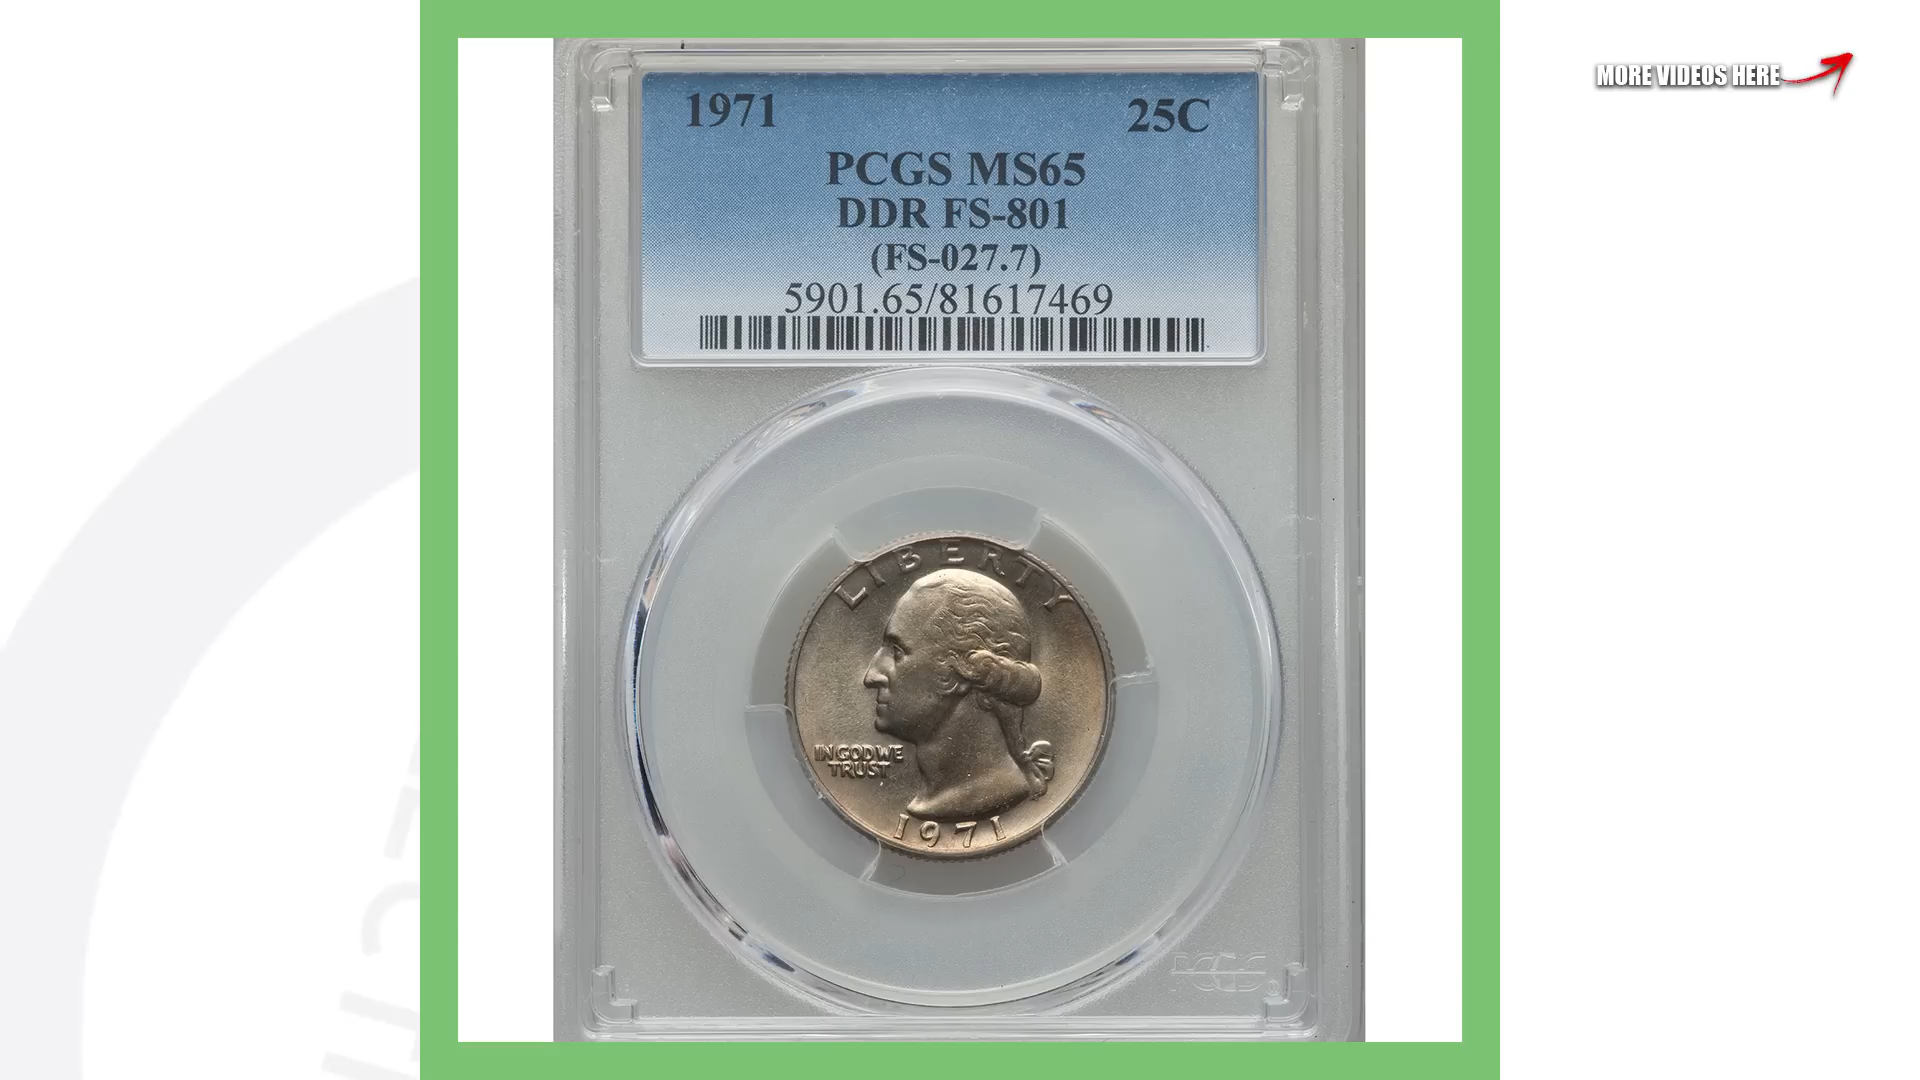 MORE VIDEOS HERE
1971 25C
PCGS MS65
DDR FS-801
(FS-027.7)
5901.65/81617469
LIBERTY
IN GOD WE
TRUST
1971
PCGS